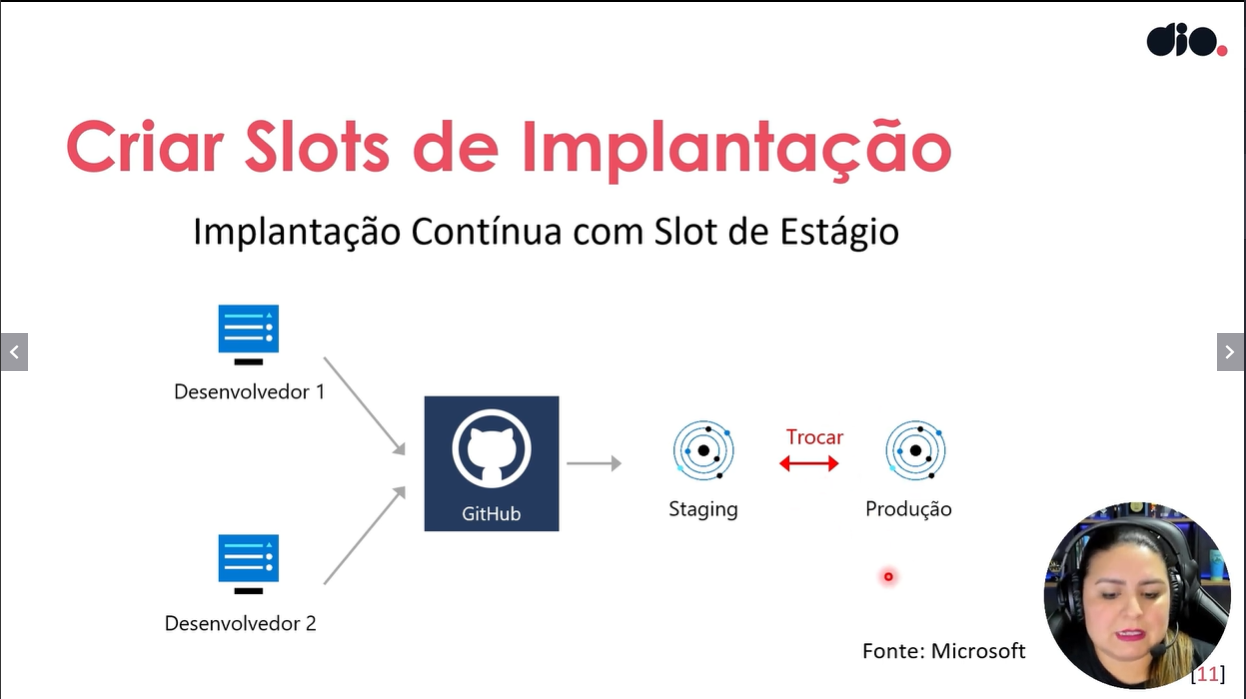 dio.
Criar Slots de Implantação
Implantação Contínua com Slot de Estágio
Desenvolvedor 1
GitHub
Trocar
Staging
Produção
Desenvolvedor 2
Fonte: Microsoft
[11]